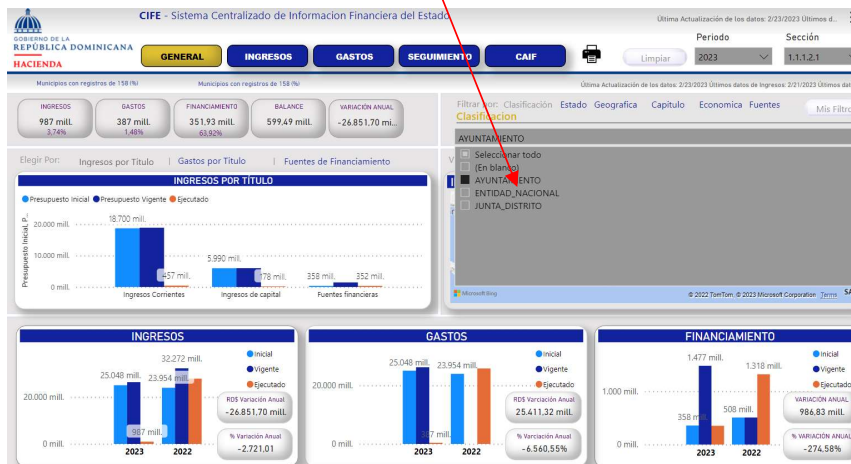 CIFE - Sistema Centralizado de Informacion Financiera del Estado
Última Actualización de los datos: 2/23/2023 Últimos d...
GOBIERNO DE LA
REPÚBLICA DOMINICANA
HACIENDA
GENERAL
INGRESOS
GASTOS
SEGUIMIENTO
CAIF
Limpiar
Periodo
2023
Sección
1.1.1.2.1
Municipios con registros de 158 (%)
Municipios con registros de 158 (%)
Última Actualización de los datos: 2/23/2023 Últimos datos de Ingresos: 2/21/2023 Últimos dat
INGRESOS
987 mill.
3,74%
GASTOS
387 mill.
1,48%
FINANCIAMIENTO
351,93 mill.
63,92%
BALANCE
599,49 mill.
VARIACIÓN ANUAL
-26.851,70 mi...
Filtrar por: Clasificación Estado Geografica Capitulo Economica Fuentes
Mis Filtro
Clasificacion
AYUNTAMIENTO
Seleccionar todo
(En blanco)
AYUNTAMIENTO
ENTIDAD_NACIONAL
JUNTA_DISTRITO
Microsoft Bing
© 2022 TomTom, © 2023 Microsoft Corporation Terms
Elegir Por: Ingresos por Titulo | Gastos por Titulo | Fuentes de Financiamiento
INGRESOS POR TÍTULO
Presupuesto Inicial Presupuesto Vigente Ejecutado
Presupuesto Inicial, P...
20.000 mill.
10.000 mill.
0 mill.
18.700 mill.
457 mill.
5.990 mill.
178 mill.
358 mill.
352 mill.
Ingresos Corrientes
Ingresos de capital
Fuentes financieras
INGRESOS
20.000 mill.
0 mill.
25.048 mill.
987 mill.
23.954 mill.
32.272 mill.
2023
2022
Inicial
Vigente
Ejecutado
RD$ Variación Anual
-26.851,70 mill.
% Variación Anual
-2.721,01
GASTOS
20.000 mill.
0 mill.
25.048 mill.
23.954 mill.
2023
2022
Inicial
Vigente
Ejecutado
RD$ Variación Anual
25.411,32 mill.
% Varciación Anual
-6.560,55%
FINANCIAMIENTO
1.000 mill.
0 mill.
358 mill.
1.477 mill.
508 mill.
1.318 mill.
2023
2022
Inicial
Vigente
Ejecutado
VARIACIÓN ANUAL
986,83 mill.
% VARIACIÓN ANUAL
-274,58%